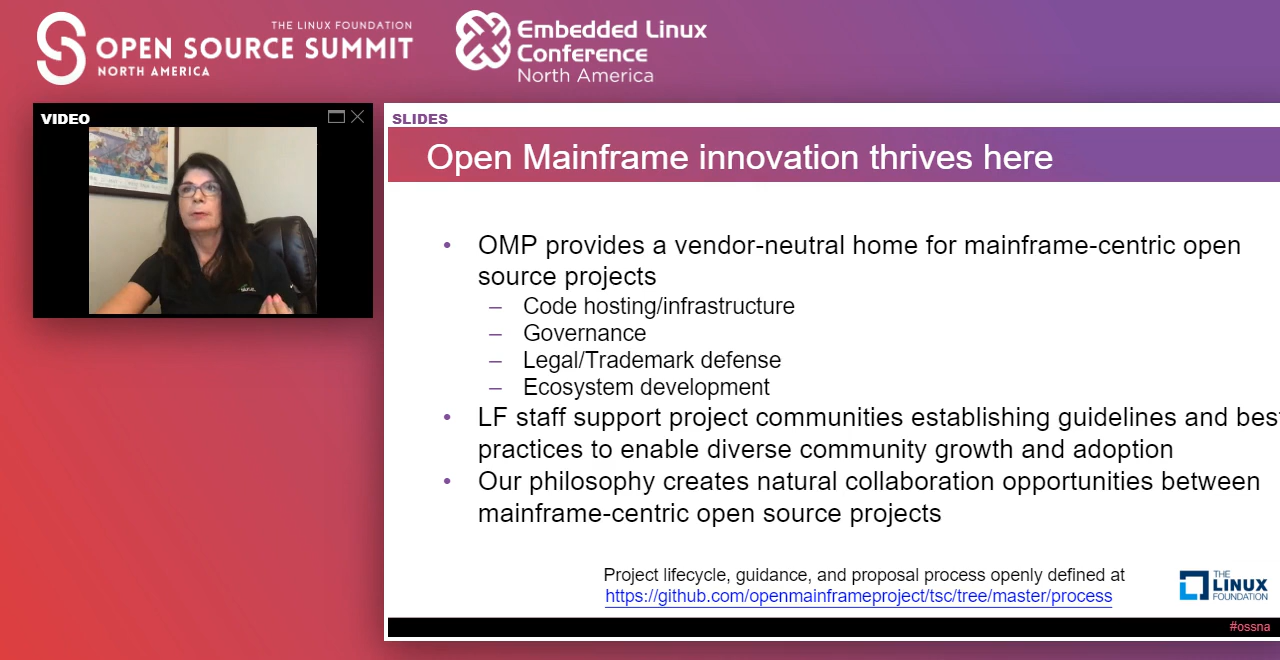 THE LINUX FOUNDATION
OPEN SOURCE SUMMIT
NORTH AMERICA
Embedded Linux
Conference
North America
VIDEO
SLIDES
Open Mainframe innovation thrives here
• OMP provides a vendor-neutral home for mainframe-centric open
source projects
– Code hosting/infrastructure
– Governance
– Legal/Trademark defense
– Ecosystem development
• LF staff support project communities establishing guidelines and bes
practices to enable diverse community growth and adoption
• Our philosophy creates natural collaboration opportunities between
mainframe-centric open source projects
Project lifecycle, guidance, and proposal process openly defined at
https://github.com/openmainframeproject/tsc/tree/master/process
THE
LINUX
FOUNDATION
#ossna